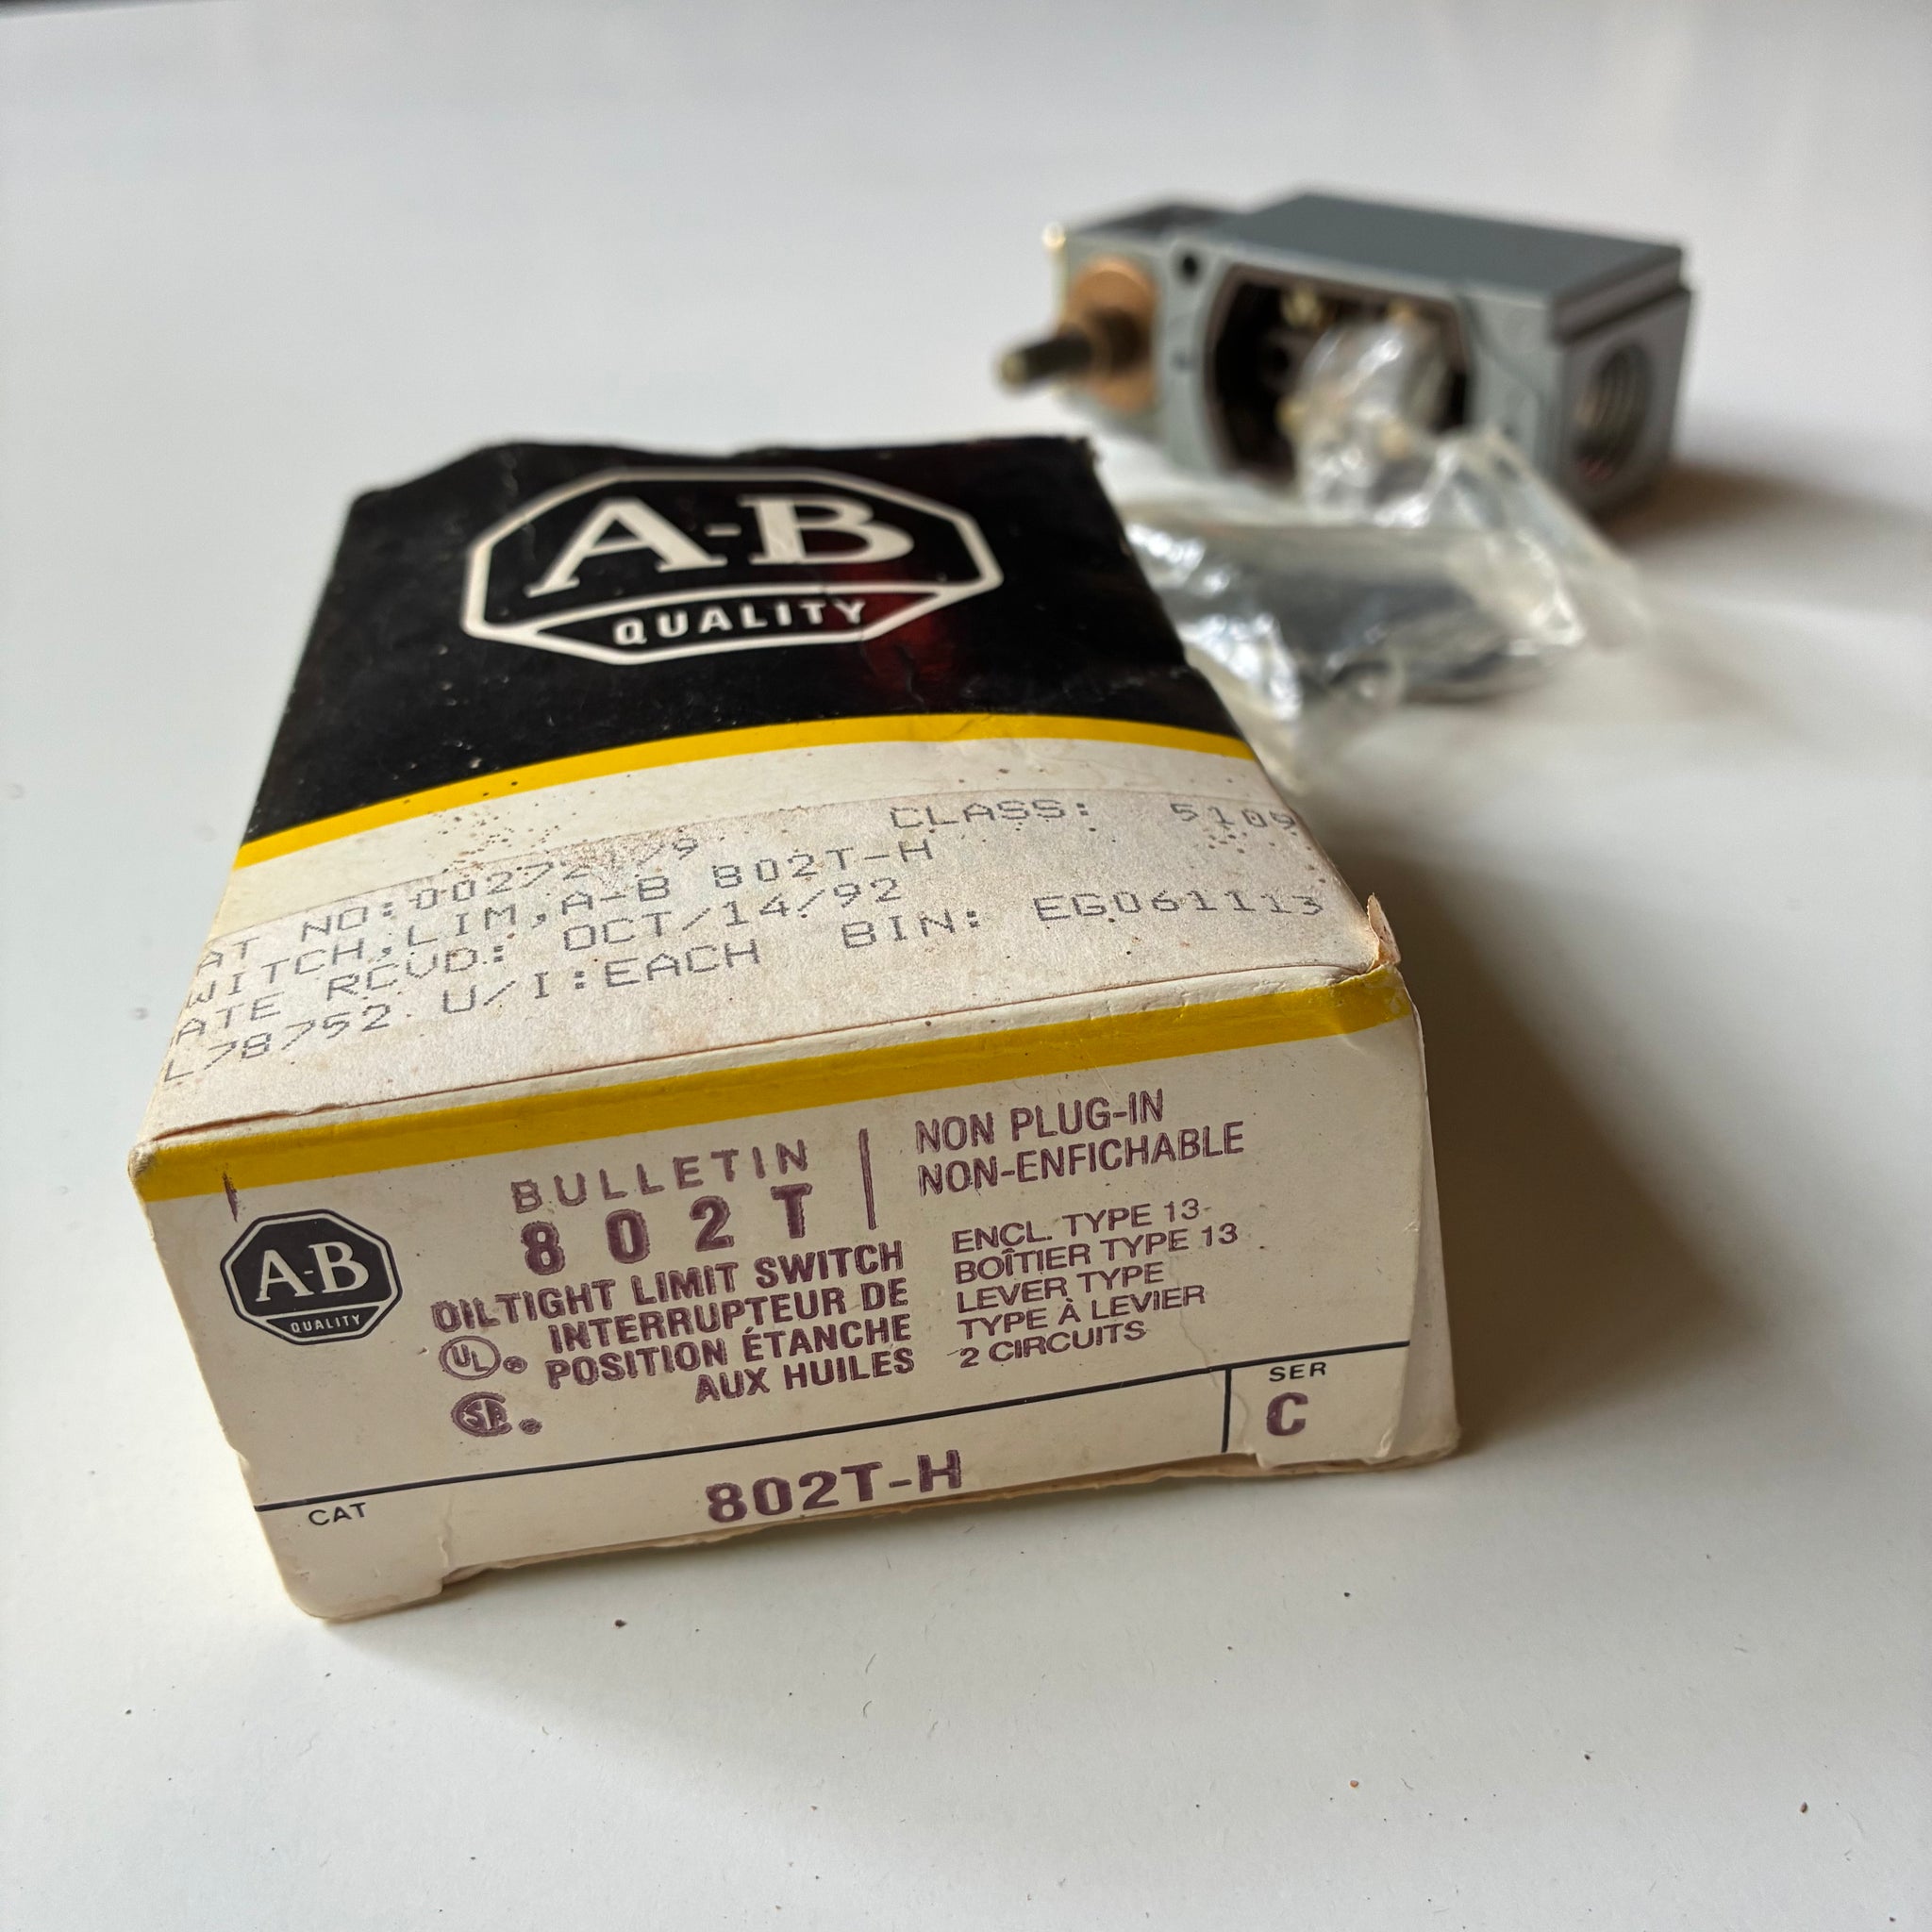 A-B
QUALITY
CLASS: 5109
AT NO:
WITCH,LIM,A-B 802T-H
ATE RCVD: OCT/14/92
L78752 U/I:EACH BIN: EG061113
BULLETIN
802T
OILTIGHT LIMIT SWITCH
INTERRUPTEUR DE
POSITION ÉTANCHE
AUX HUILES
UL ®
SA ®
A-B
QUALITY
NON PLUG-IN
NON-ENFICHABLE
ENCL. TYPE 13
BOÎTIER TYPE 13
LEVER TYPE
TYPE À LEVIER
2 CIRCUITS
SER
C
CAT
802T-H